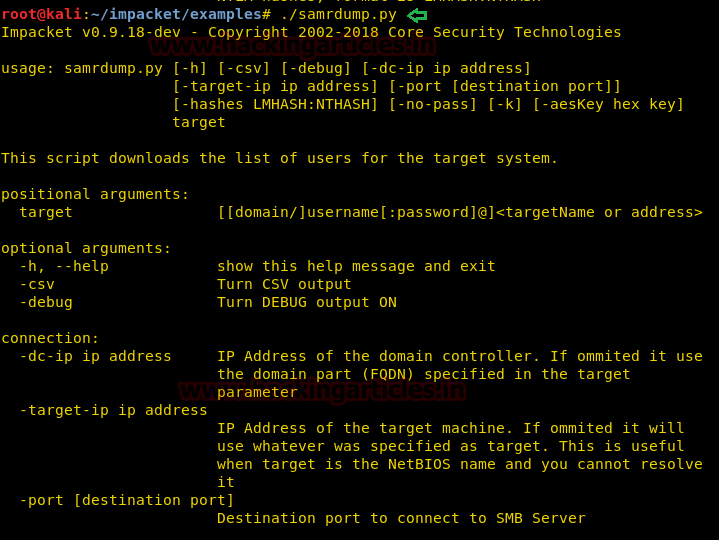 root@kali:~/impacket/examples# ./samrdump.py
Impacket v0.9.18-dev - Copyright 2002-2018 Core Security Technologies
www.hackingarticles.in
usage: samrdump.py [-h] [-csv] [-debug] [-dc-ip ip address]
[-target-ip ip address] [-port [destination port]]
[-hashes LMHASH:NTHASH] [-no-pass] [-k] [-aesKey hex key]
target
This script downloads the list of users for the target system.
positional arguments:
target [[domain/]username[:password]@]<targetName or address>
optional arguments:
-h, --help show this help message and exit
-csv Turn CSV output
-debug Turn DEBUG output ON
connection:
-dc-ip ip address IP Address of the domain controller. If ommited it use
the domain part (FQDN) specified in the target
parameter
www.hackingarticles.in
-target-ip ip address
IP Address of the target machine. If ommited it will
use whatever was specified as target. This is useful
when target is the NetBIOS name and you cannot resolve
it
-port [destination port]
Destination port to connect to SMB Server